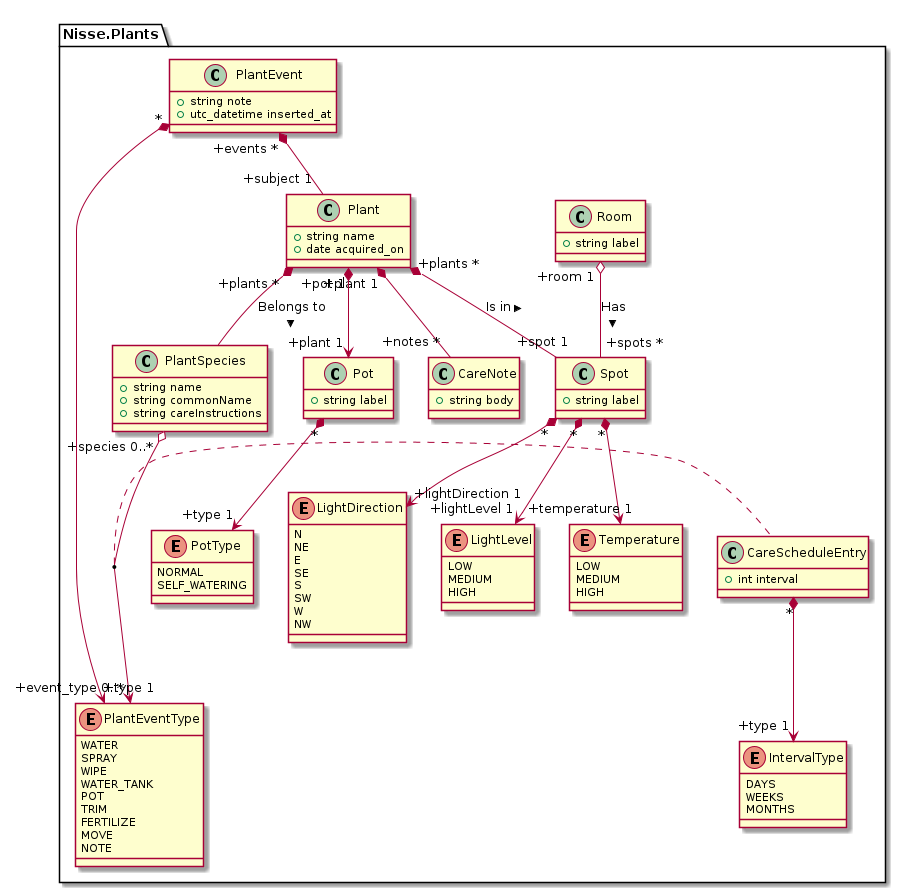 Nisse.Plants
C PlantEvent
string note
utc_datetime inserted_at
*
+events *
+subject 1
C Plant
string name
date acquired_on
C Room
string label
+plants *
+pot 1
+plant 1
+plants *
+room 1
Belongs to
Is in
Has
+plant 1
+notes *
+spot 1
+spots *
C PlantSpecies
string name
string commonName
string careInstructions
C Pot
string label
C CareNote
string body
C Spot
string label
+species 0..*
*
*
*
*
+type 1
+lightDirection 1
+lightLevel 1
+temperature 1
E PotType
NORMAL
SELF_WATERING
E LightDirection
N
NE
E
SE
S
SW
W
NW
E LightLevel
LOW
MEDIUM
HIGH
E Temperature
LOW
MEDIUM
HIGH
C CareScheduleEntry
int interval
*
+event_type 0..*
+type 1
+type 1
E PlantEventType
WATER
SPRAY
WIPE
WATER_TANK
POT
TRIM
FERTILIZE
MOVE
NOTE
E IntervalType
DAYS
WEEKS
MONTHS